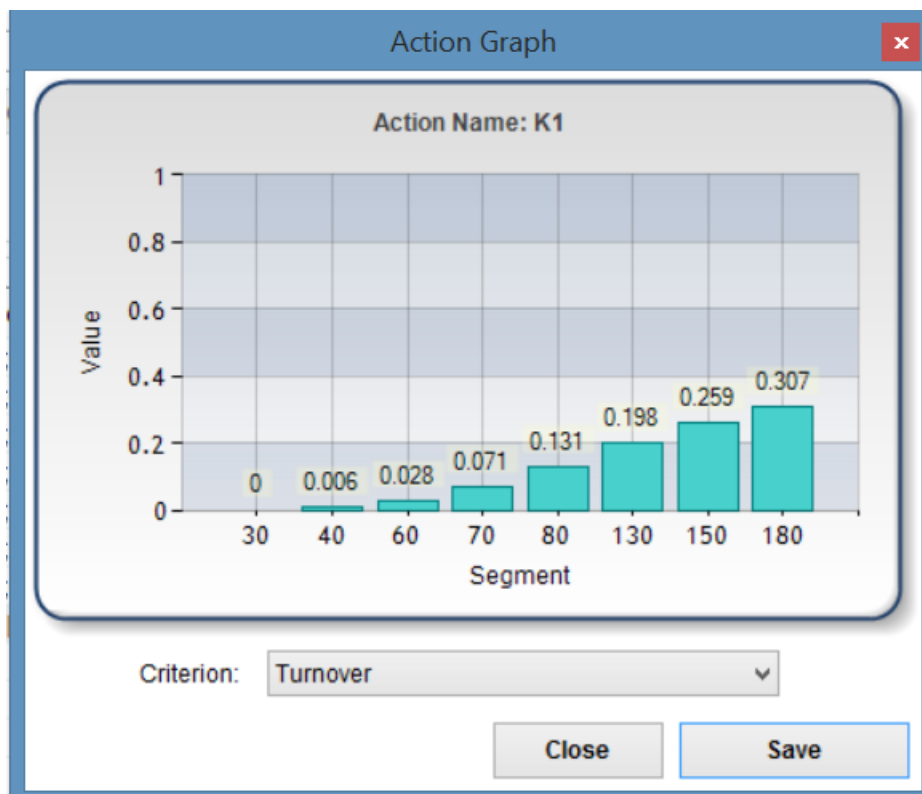 Action Graph
x
Action Name: K1
1
0.8
0.6
0.4
0.2
0
Value
0
0.006
0.028
0.071
0.131
0.198
0.259
0.307
30 40 60 70 80 130 150 180
Segment
Criterion: Turnover
Close Save